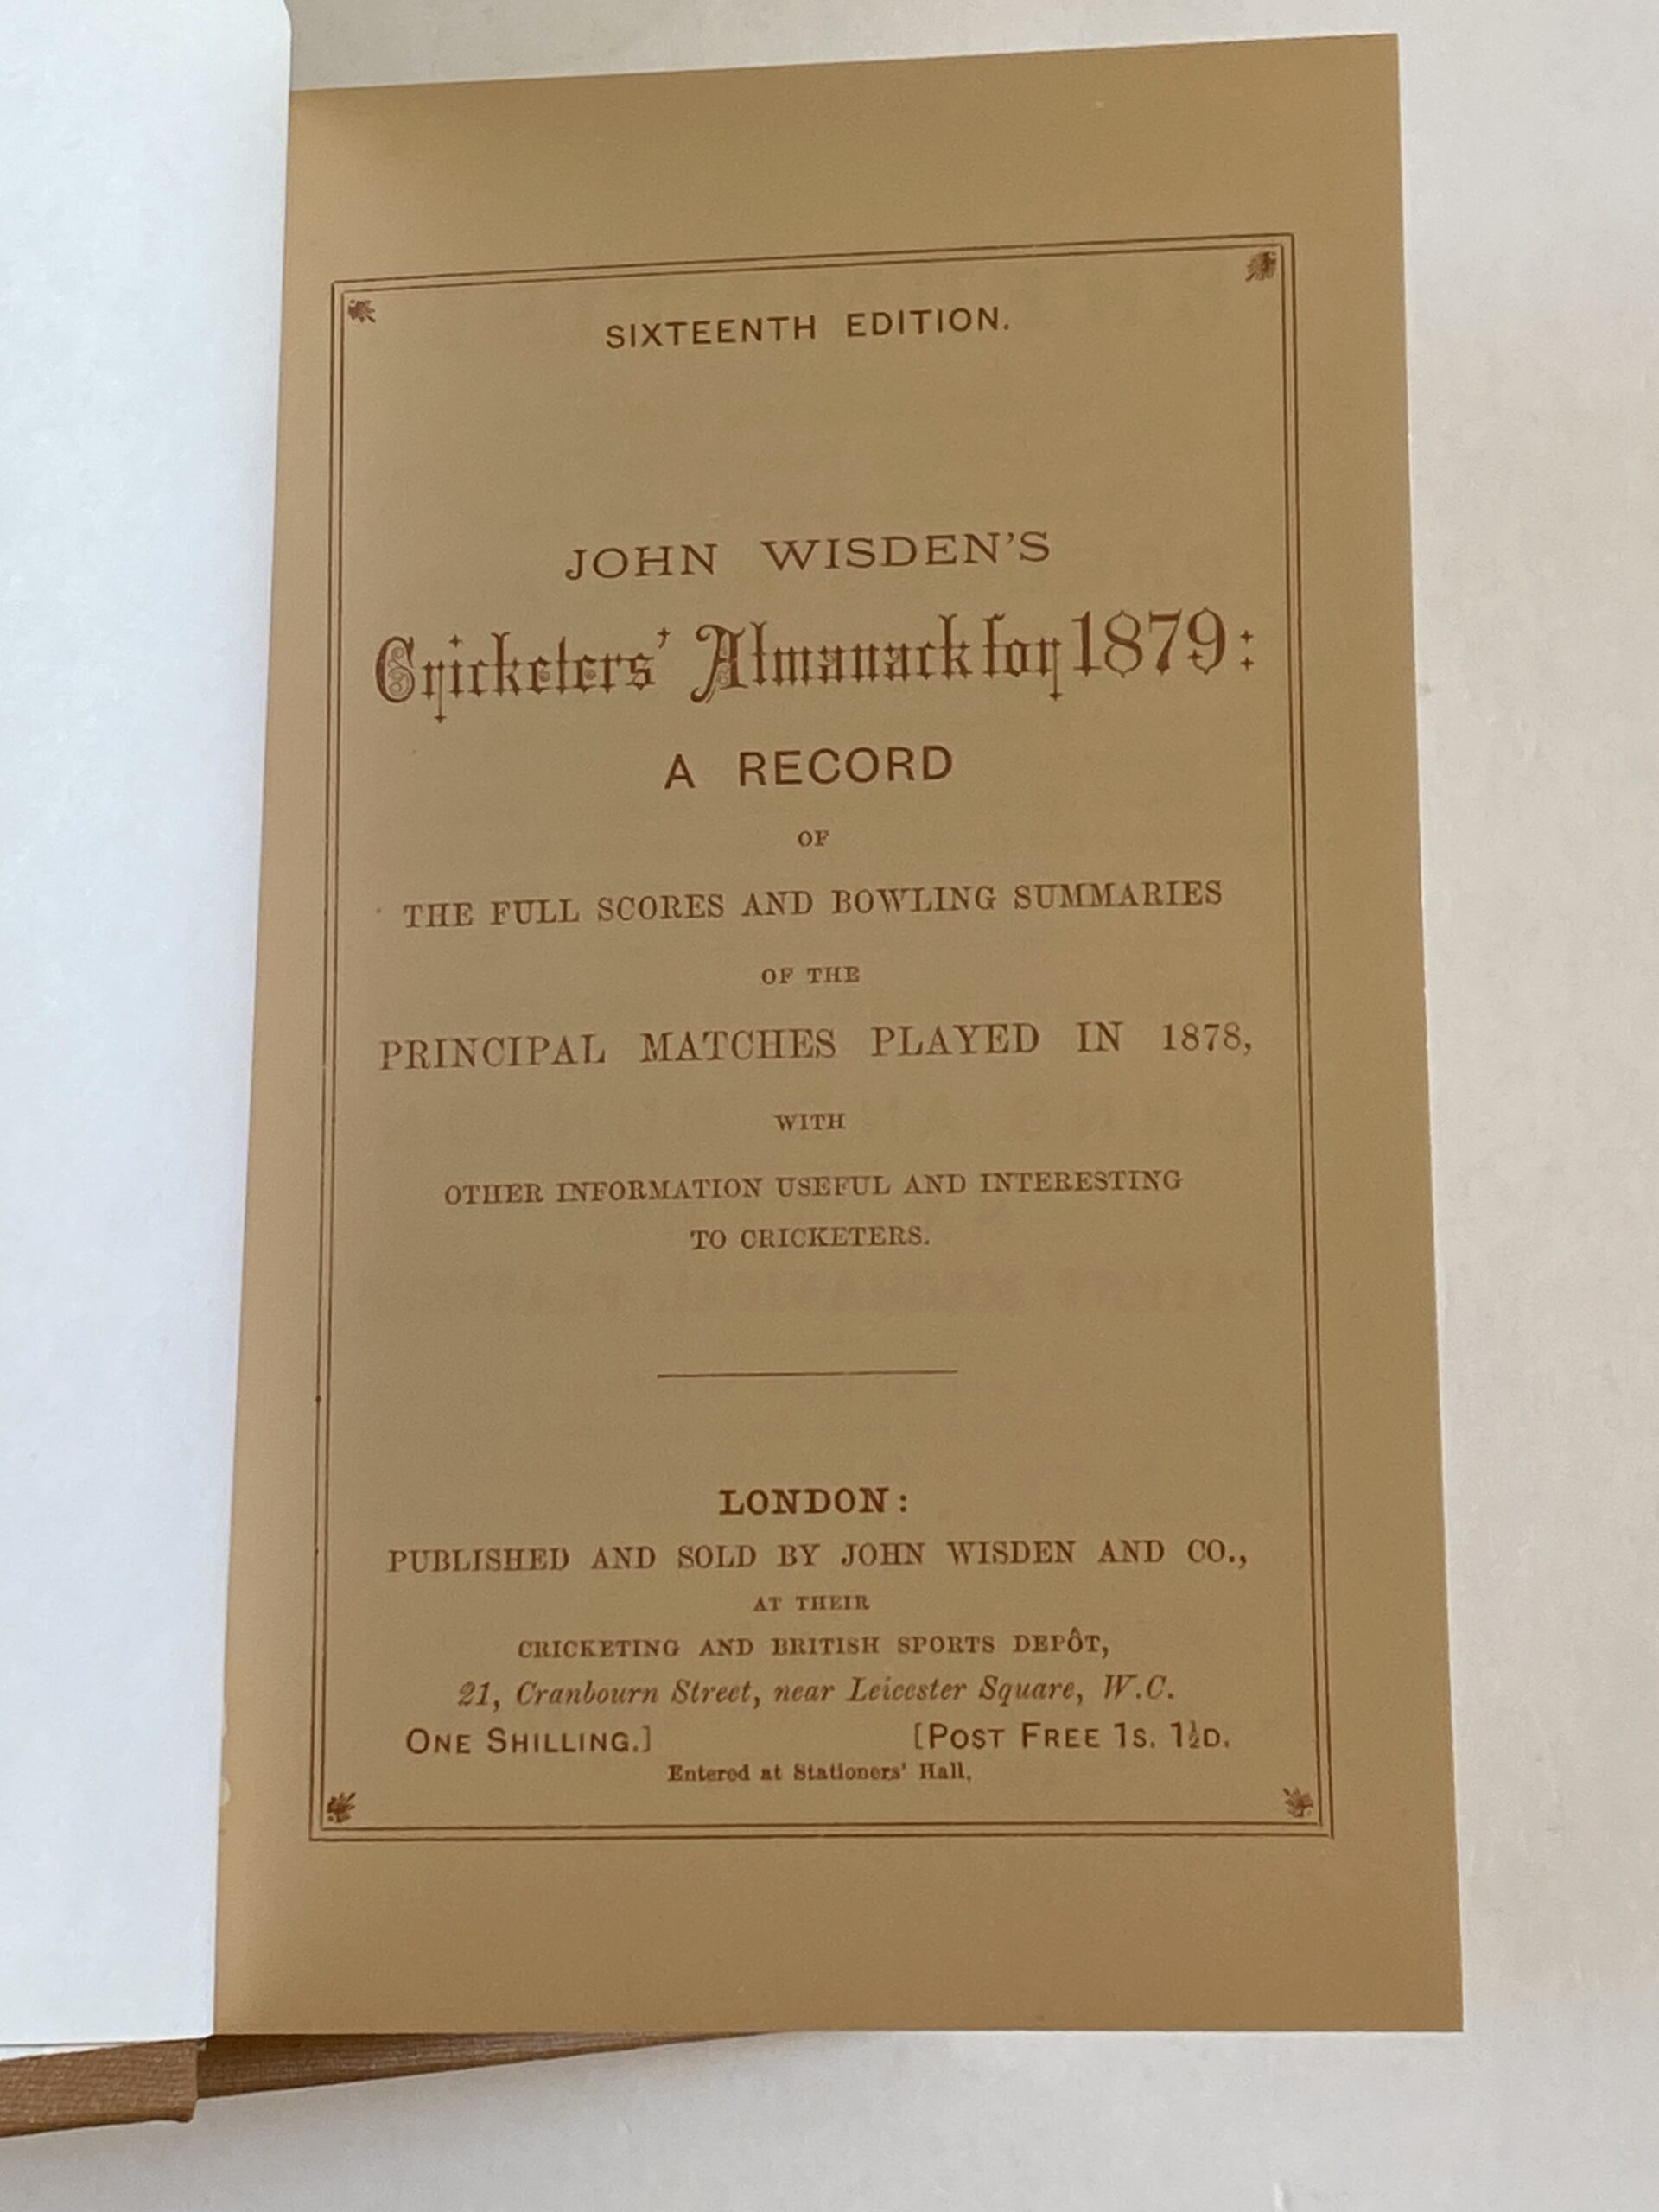 SIXTEENTH EDITION.
JOHN WISDEN'S
Cricketers' Almanack for 1879:
A RECORD
OF
THE FULL SCORES AND BOWLING SUMMARIES
OF THE
PRINCIPAL MATCHES PLAYED IN 1878,
WITH
OTHER INFORMATION USEFUL AND INTERESTING
TO CRICKETERS.
LONDON:
PUBLISHED AND SOLD BY JOHN WISDEN AND CO.,
AT THEIR
CRICKETING AND BRITISH SPORTS DEPÔT,
21, Cranbourn Street, near Leicester Square, W.C.
ONE SHILLING.] [POST FREE 1S. 1½D.
Entered at Stationers' Hall,